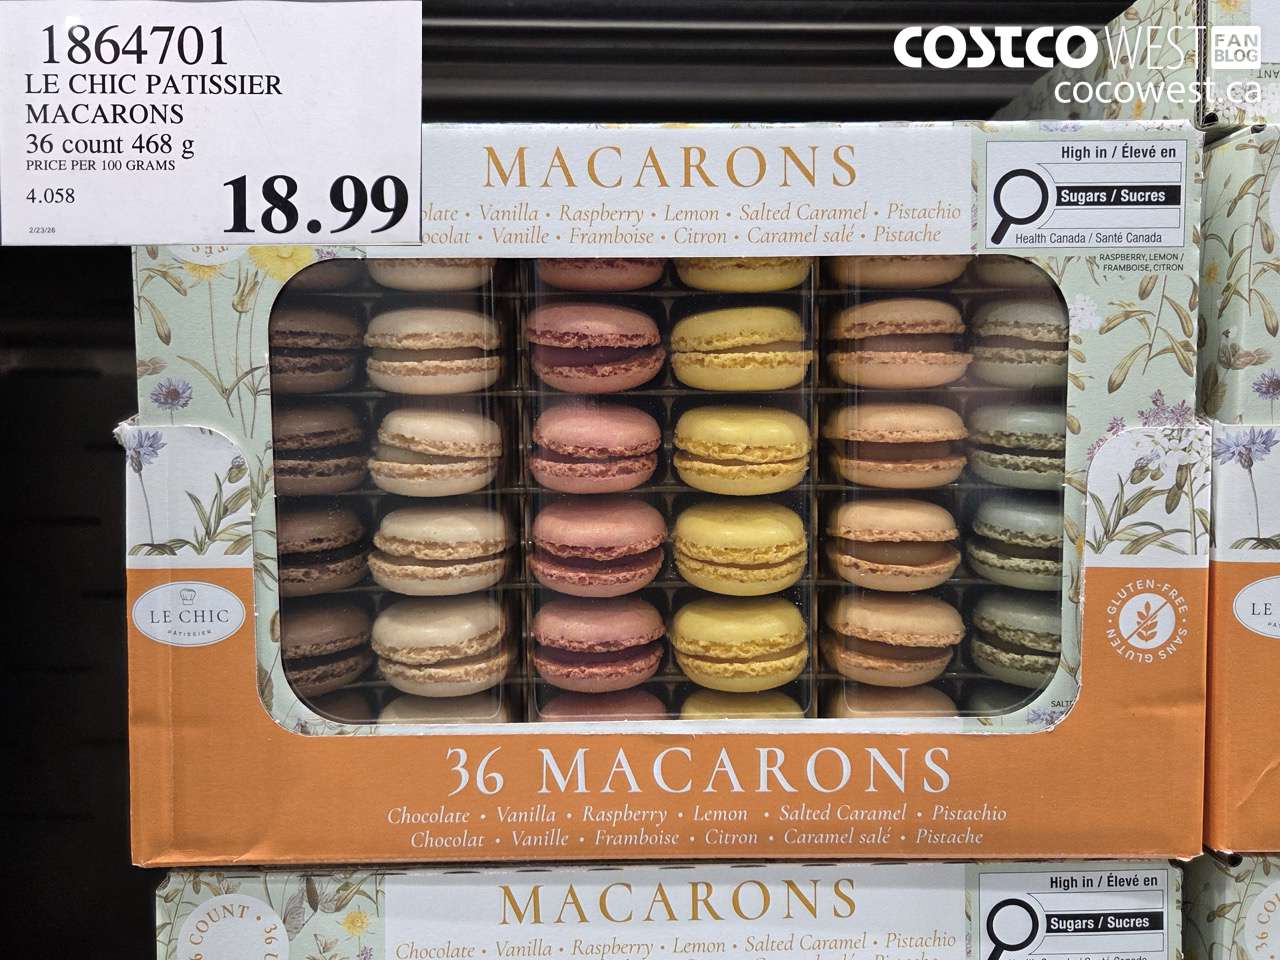 1864701
LE CHIC PATISSIER
MACARONS
36 count 468 g
PRICE PER 100 GRAMS
4.058
18.99
2/23/26
COSTCO WEST FAN BLOG
cocowest.ca
MACARONS
Vanilla • Raspberry • Lemon • Salted Caramel • Pistachio
Vanille • Framboise • Citron • Caramel salé • Pistache
High in / Élevé en
Sugars / Sucres
Health Canada / Santé Canada
RASPBERRY, LEMON /
FRAMBOISE, CITRON
LE CHIC
PÂTISSIER
GLUTEN-FREE • SANS GLUTEN •
LE
36 MACARONS
Chocolate • Vanilla • Raspberry • Lemon • Salted Caramel • Pistachio
Chocolat • Vanille • Framboise • Citron • Caramel salé • Pistache
COUNT • 36
MACARONS
Chocolate • Vanilla • Raspberry • Lemon • Salted Caramel • Pistachio
High in / Élevé en
Sugars / Sucres